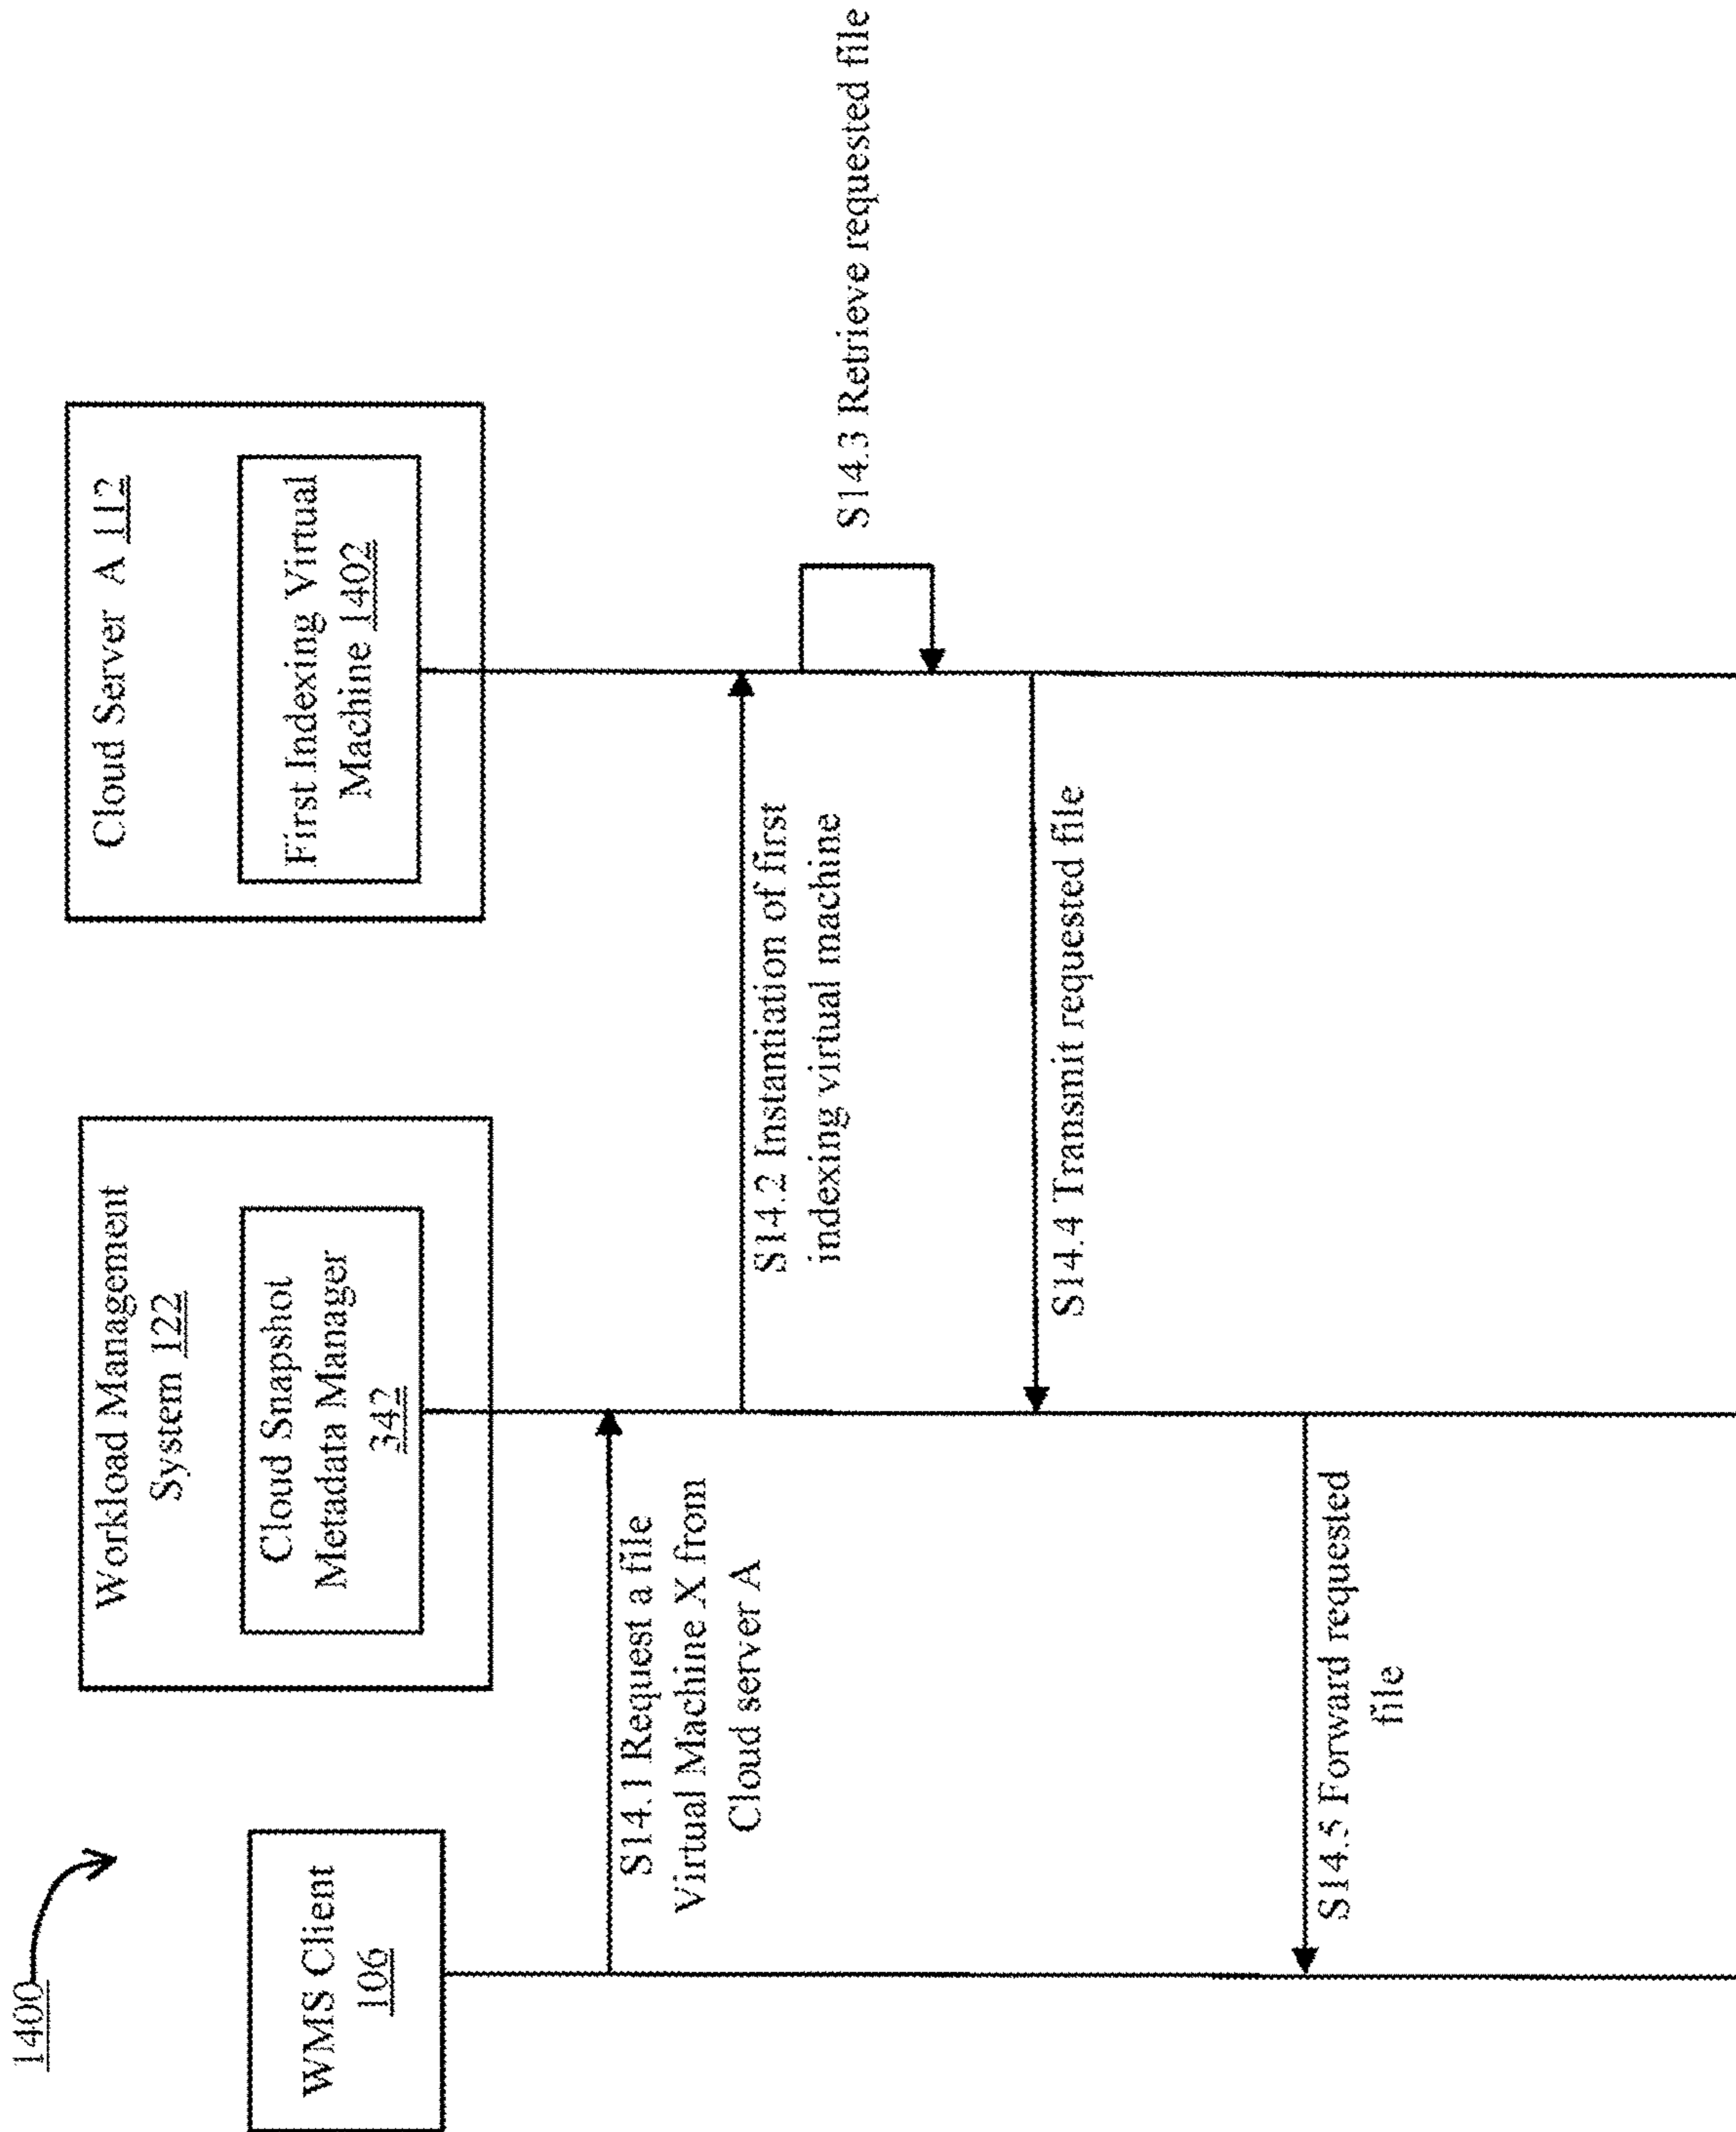 1400
WMS Client
106
Workload Management
System 122
Cloud Snapshot
Metadata Manager
342
Cloud Server A 112
First Indexing Virtual
Machine 1402
S14.1 Request a file
Virtual Machine X from
Cloud server A
S14.2 Instantiation of first
indexing virtual machine
S14.3 Retrieve requested file
S14.4 Transmit requested file
S14.5 Forward requested
file